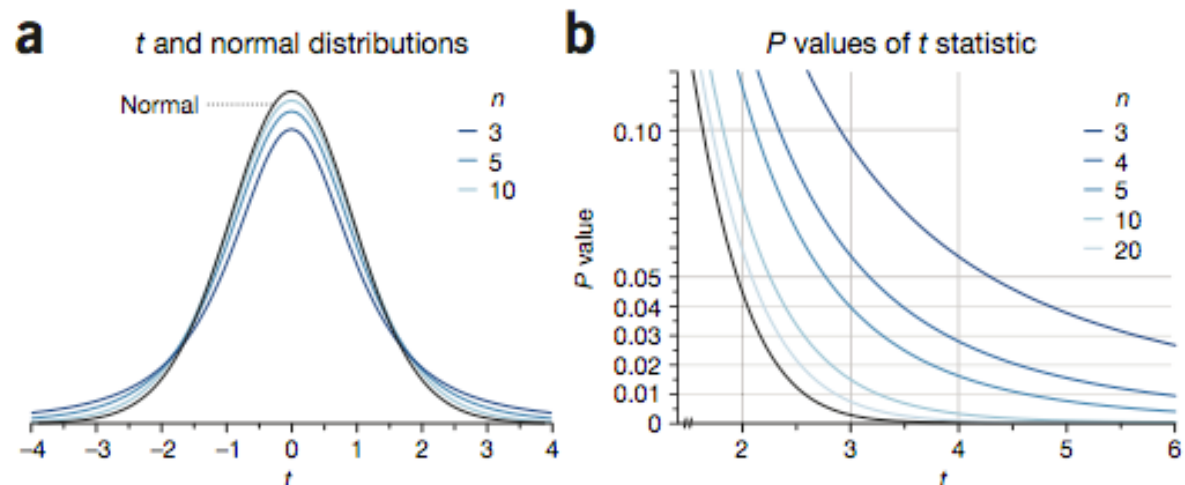 a
t and normal distributions
Normal
n
3
5
10
−4 −3 −2 −1 0 1 2 3 4
t
b
P values of t statistic
n
3
4
5
10
20
P value
0.10
0.05
0.04
0.03
0.02
0.01
0
2 3 4 5 6
t